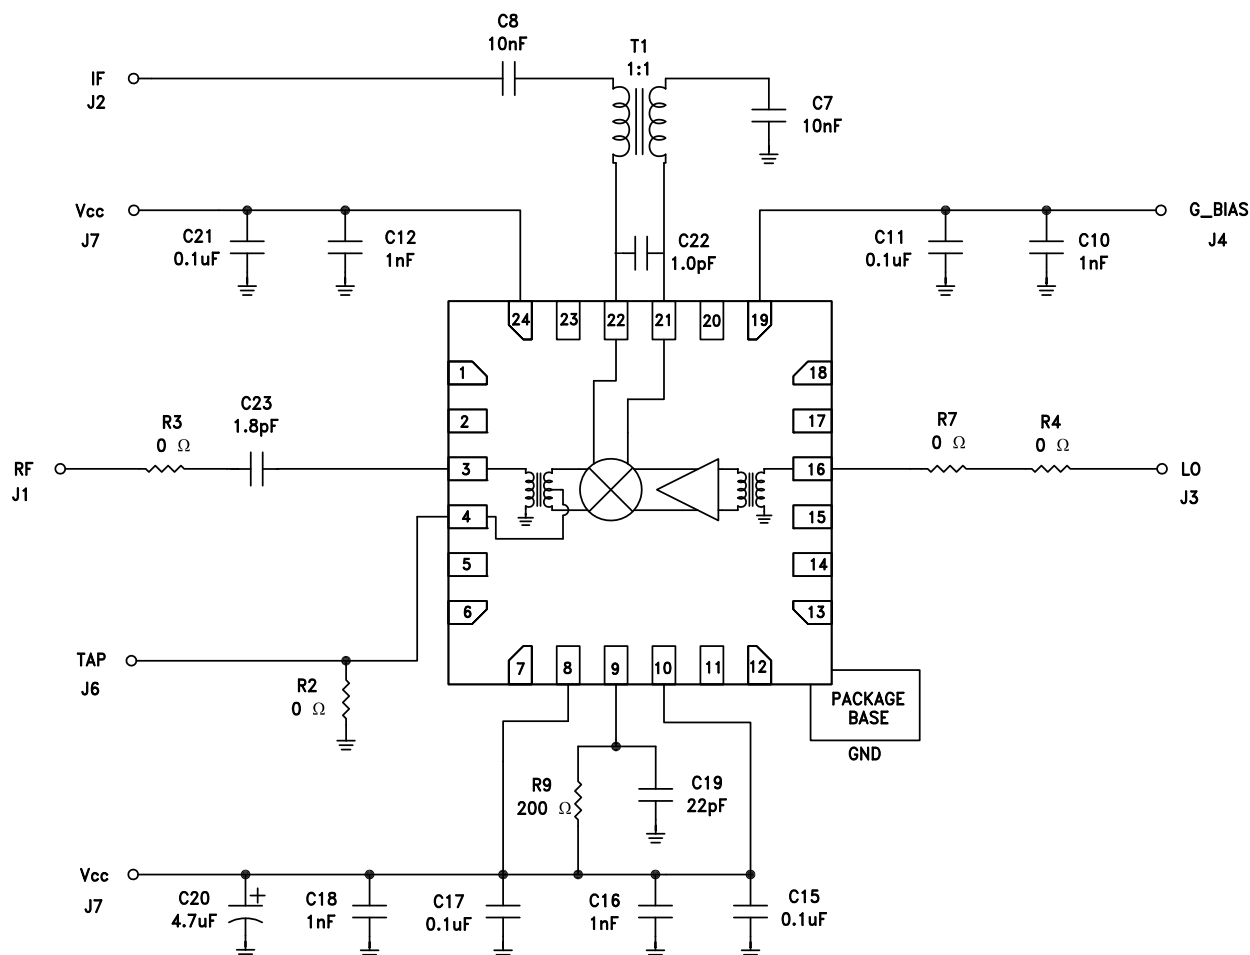 C8
10nF
T1
1:1
IF
J2
C7
10nF
Vcc
J7
C21
0.1uF
C12
1nF
C22
1.0pF
C11
0.1uF
C10
1nF
G_BIAS
J4
24
23
22
21
20
19
1
18
2
17
RF
J1
R3
0 Ω
C23
1.8pF
3
16
R7
0 Ω
R4
0 Ω
LO
J3
4
15
5
14
6
13
TAP
J6
R2
0 Ω
7
8
9
10
11
12
PACKAGE
BASE
GND
R9
200 Ω
C19
22pF
Vcc
J7
C20
4.7uF
+
C18
1nF
C17
0.1uF
C16
1nF
C15
0.1uF